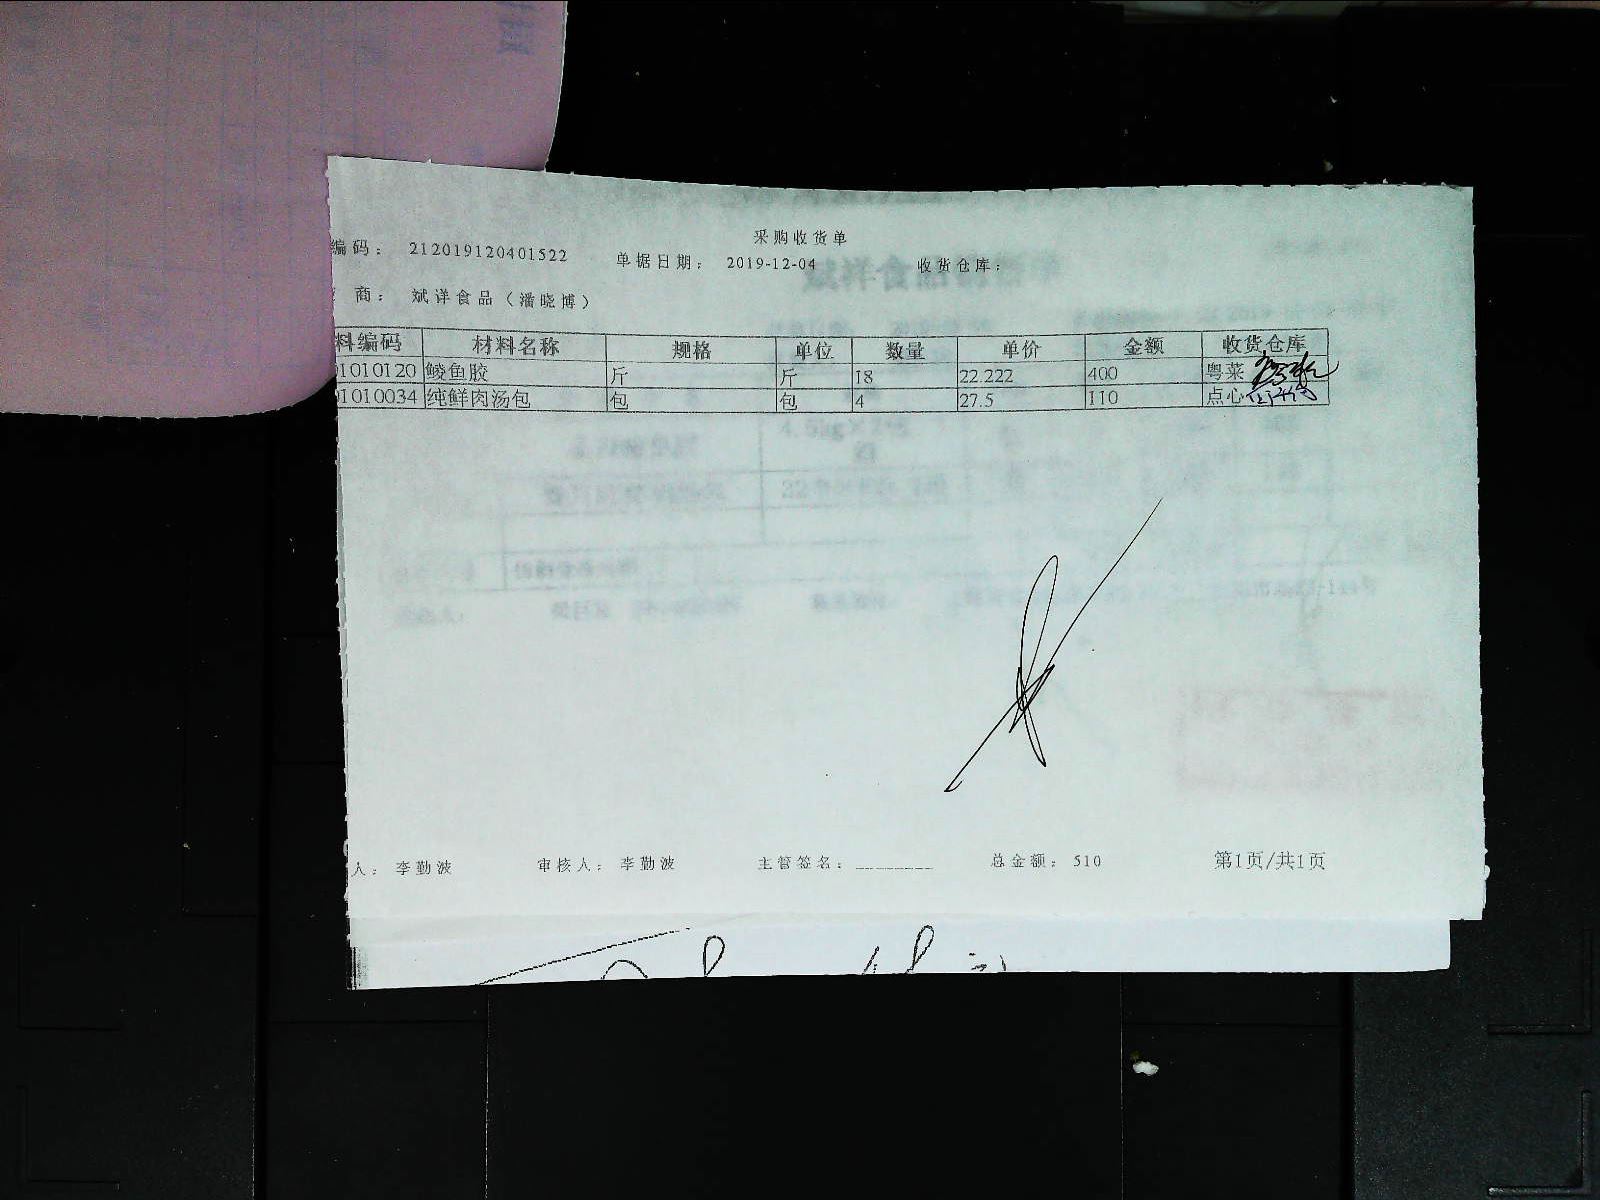 采购收货单
编码： 212019120401522 单据日期： 2019-12-04 收货仓库：
商： 斌详食品（潘晓博）
料编码 材料名称 规格 单位 数量 单价 金额 收货仓库
01010120 鲮鱼胶 斤 斤 18 22.222 400 粤菜
01010034 纯鲜肉汤包 包 包 4 27.5 110 点心
人： 李勤波 审核人： 李勤波 主管签名：________ 总金额： 510 第1页/共1页